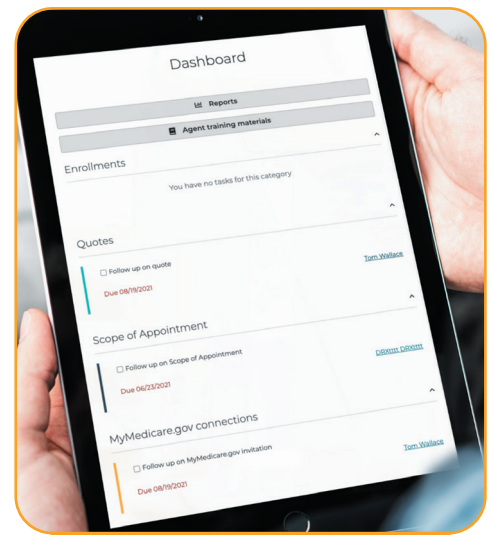 Dashboard
Reports
Agent training materials
Enrollments
You have no tasks for this category
Quotes
Follow up on quote
Tom Wallace
Due 08/19/2021
Scope of Appointment
Follow up on Scope of Appointment
Due 06/23/2021
MyMedicare.gov connections
Follow up on MyMedicare.gov invitation
Tom Wallace
Due 08/19/2021